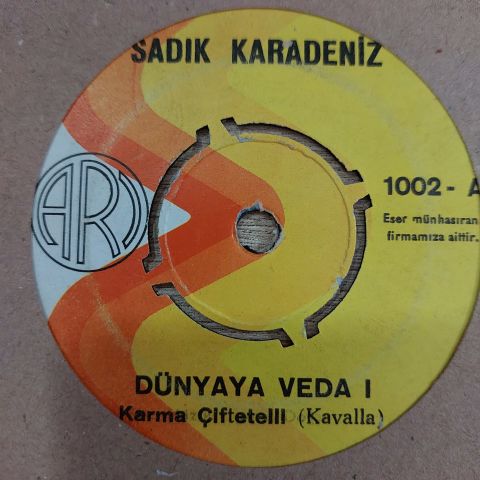 SADIK KARADENİZ
ARI
1002 - A
Eser münhasıran
firmamıza aittir.
DÜNYAYA VEDA I
Karma Çiftetelli (Kavalla)